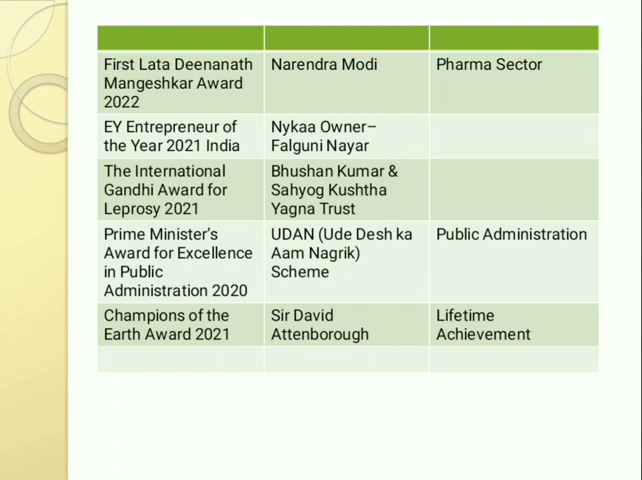 First Lata Deenanath
Mangeshkar Award
2022
Narendra Modi
Pharma Sector
EY Entrepreneur of
the Year 2021 India
Nykaa Owner–
Falguni Nayar
The International
Gandhi Award for
Leprosy 2021
Bhushan Kumar &
Sahyog Kushtha
Yagna Trust
Prime Minister’s
Award for Excellence
in Public
Administration 2020
UDAN (Ude Desh ka
Aam Nagrik)
Scheme
Public Administration
Champions of the
Earth Award 2021
Sir David
Attenborough
Lifetime
Achievement